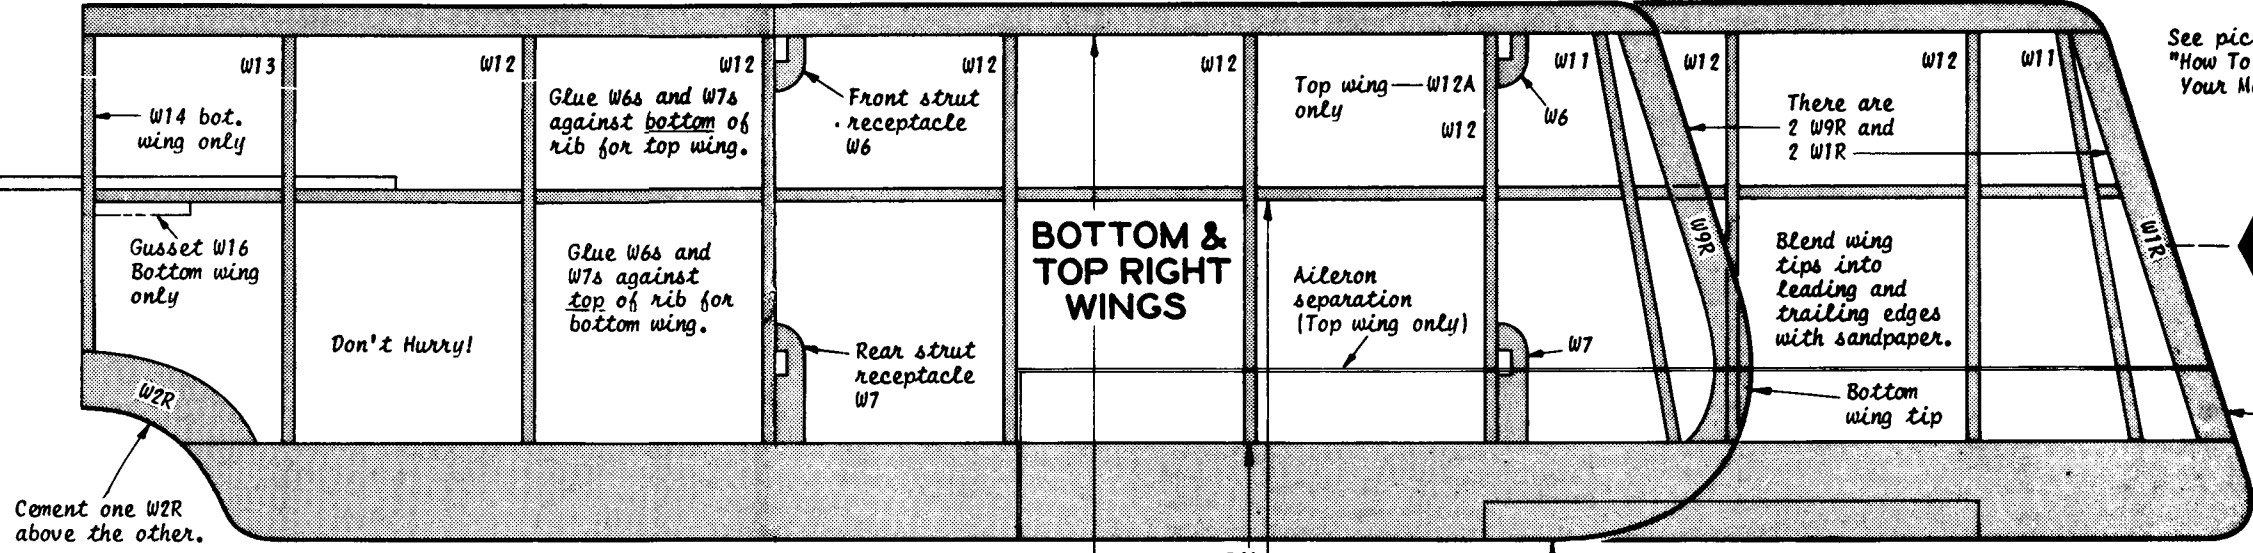 W13
W12
W12
W12
W12
W11
W12
W12
W11
W14 bot.
wing only
Glue W6s and W7s
against bottom of
rib for top wing.
Front strut
receptacle
W6
Top wing — W12A
only
W12
W6
There are
2 W9R and
2 W1R
See pic
"How To
Your M
Gusset W16
Bottom wing
only
Don't Hurry!
Glue W6s and
W7s against
top of rib for
bottom wing.
BOTTOM &
TOP RIGHT
WINGS
Aileron
separation
(Top wing only)
W9R
Blend wing
tips into
leading and
trailing edges
with sandpaper.
W1R
W2R
Rear strut
receptacle
W7
W7
Bottom
wing tip
Cement one W2R
above the other.